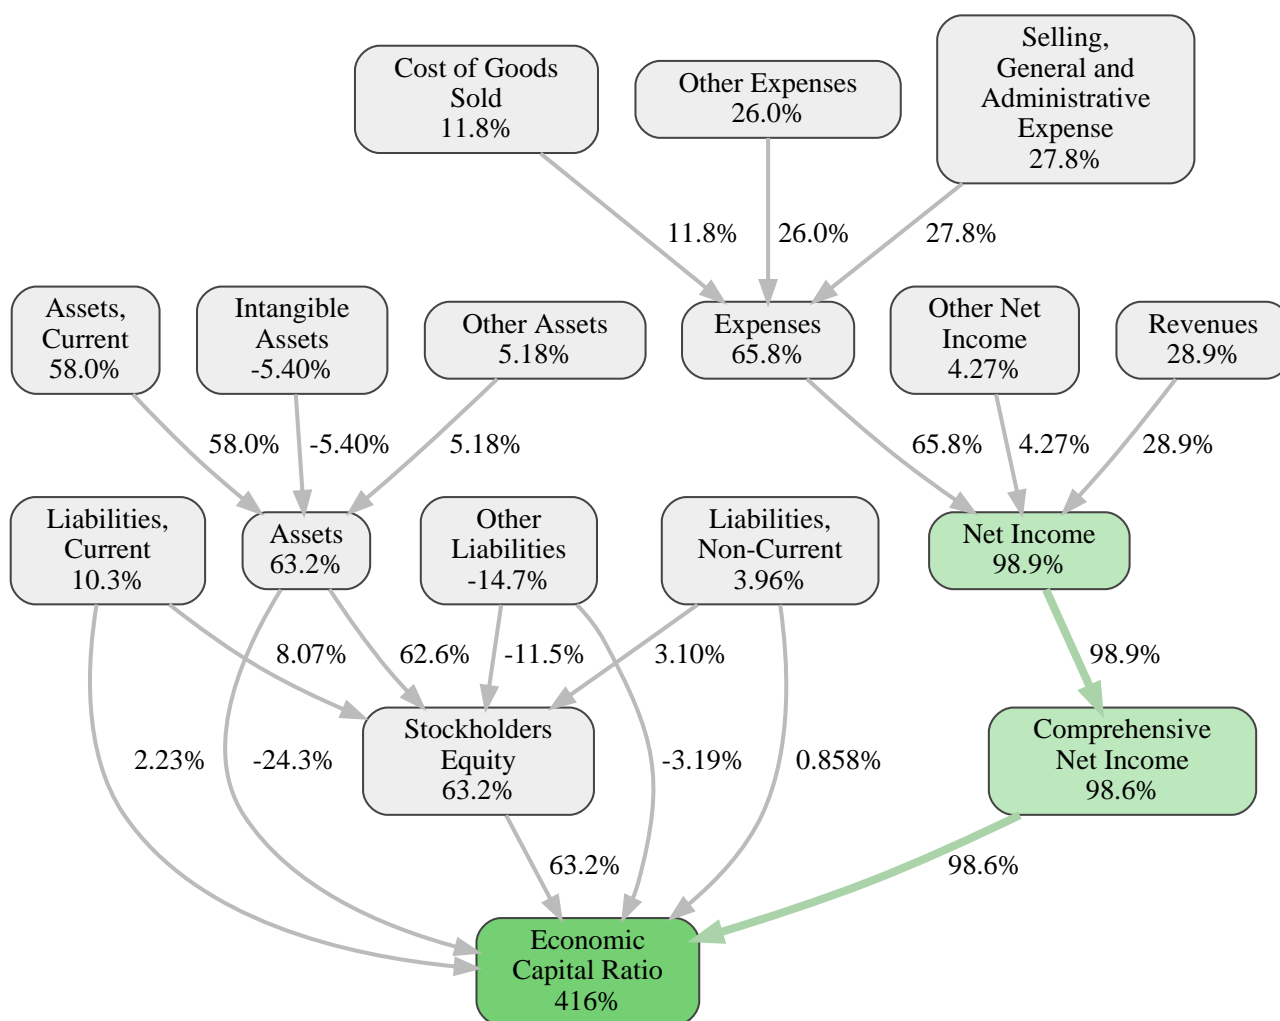 Cost of Goods
Sold
11.8%
Other Expenses
26.0%
Selling,
General and
Administrative
Expense
27.8%
11.8%
26.0%
27.8%
Assets,
Current
58.0%
Intangible
Assets
-5.40%
Other Assets
5.18%
Expenses
65.8%
Other Net
Income
4.27%
Revenues
28.9%
58.0%
-5.40%
5.18%
65.8%
4.27%
28.9%
Liabilities,
Current
10.3%
Assets
63.2%
Other
Liabilities
-14.7%
Liabilities,
Non-Current
3.96%
Net Income
98.9%
8.07%
62.6%
-11.5%
3.10%
98.9%
Stockholders
Equity
63.2%
Comprehensive
Net Income
98.6%
2.23%
-24.3%
-3.19%
0.858%
63.2%
98.6%
Economic
Capital Ratio
416%